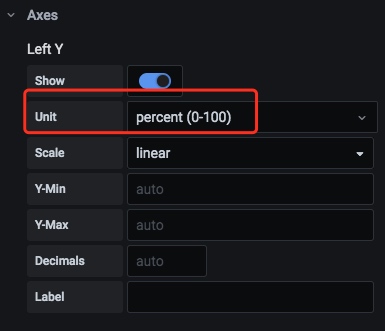 Axes
Left Y
Show
Unit percent (0-100)
Scale linear
Y-Min auto
Y-Max auto
Decimals auto
Label